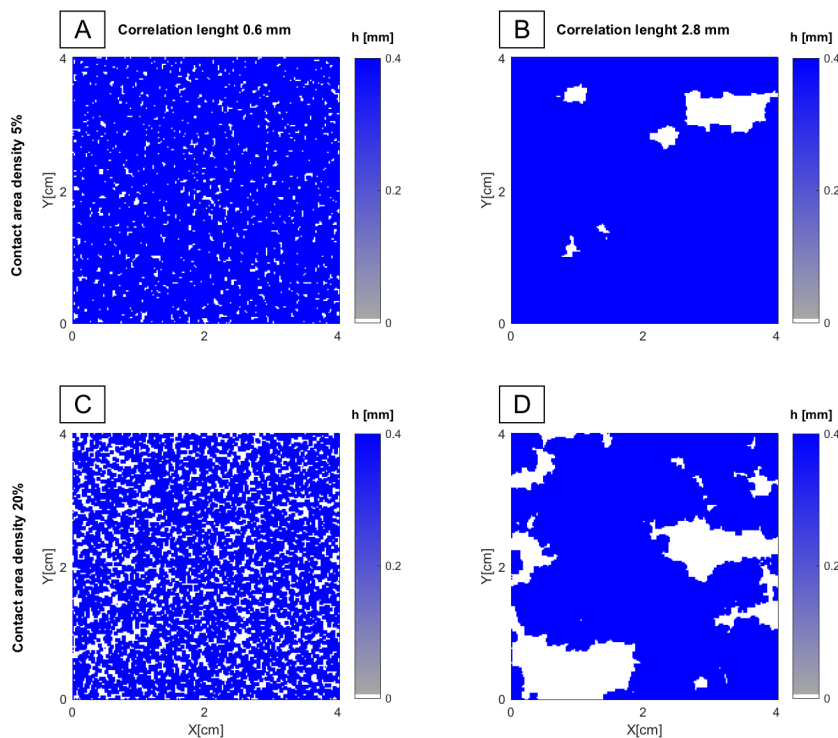 A
Correlation lenght 0.6 mm
B
Correlation lenght 2.8 mm
h [mm]
h [mm]
Contact area density 5%
4
2
0
Y[cm]
0
2
4
0.4
0.2
0
4
2
0
Y[cm]
0
2
4
0.4
0.2
0
C
D
h [mm]
h [mm]
Contact area density 20%
4
2
0
Y[cm]
0
2
4
X[cm]
0.4
0.2
0
4
2
0
Y[cm]
0
2
4
X[cm]
0.4
0.2
0